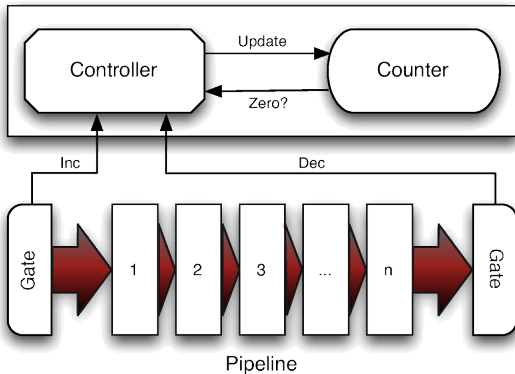 Controller
Update
Counter
Zero?
Inc
Dec
Gate
1
2
3
...
n
Gate
Pipeline